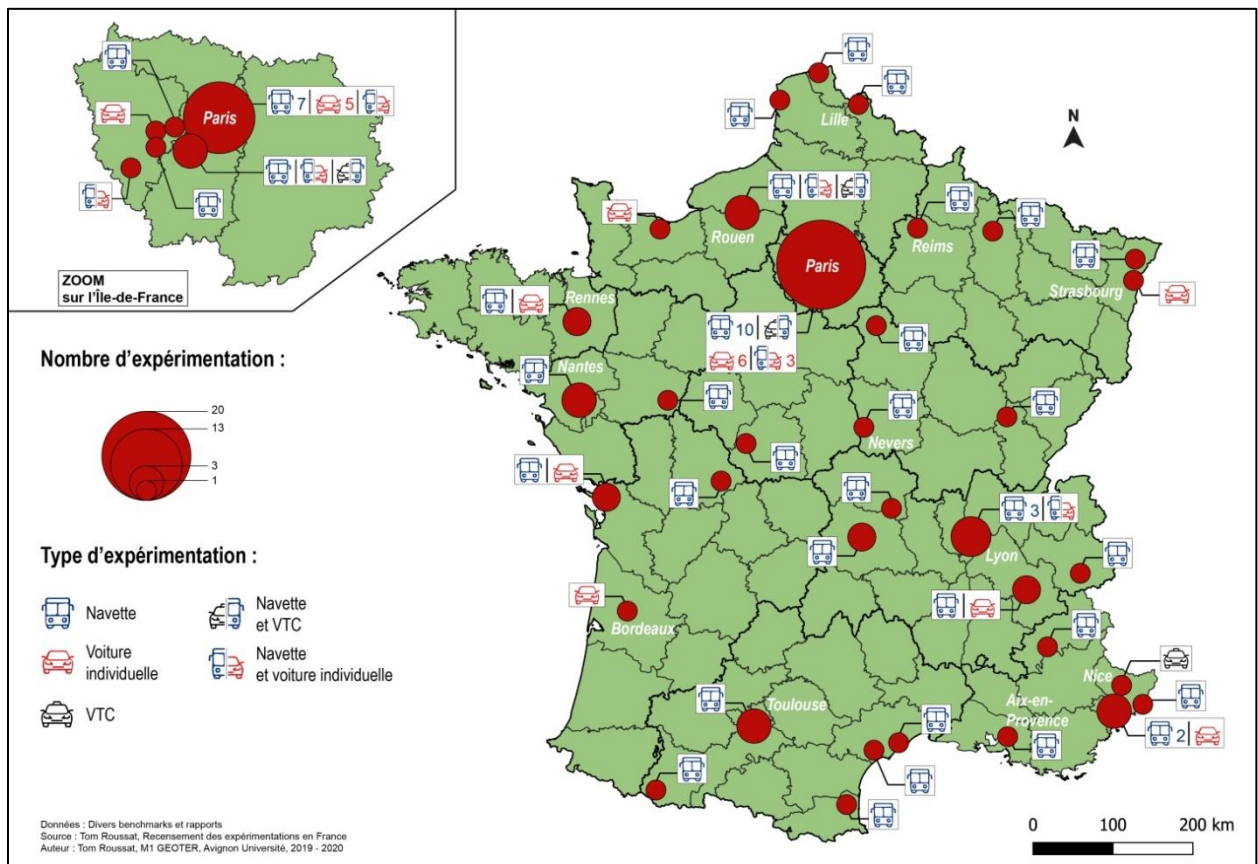 Paris
7
5
ZOOM
sur l'Île-de-France
N
Lille
Rouen
Reims
Paris
Strasbourg
Rennes
10
6
3
Nantes
Nevers
3
Lyon
Bordeaux
Nice
Toulouse
Aix-en-
Provence
2
Nombre d'expérimentation :
20
13
3
1
Type d'expérimentation :
Navette
Navette
et VTC
Voiture
individuelle
Navette
et voiture individuelle
VTC
Données : Divers benchmarks et rapports
Source : Tom Roussat, Recensement des expérimentations en France
Auteur : Tom Roussat, M1 GEOTER, Avignon Université, 2019 - 2020
0 100 200 km